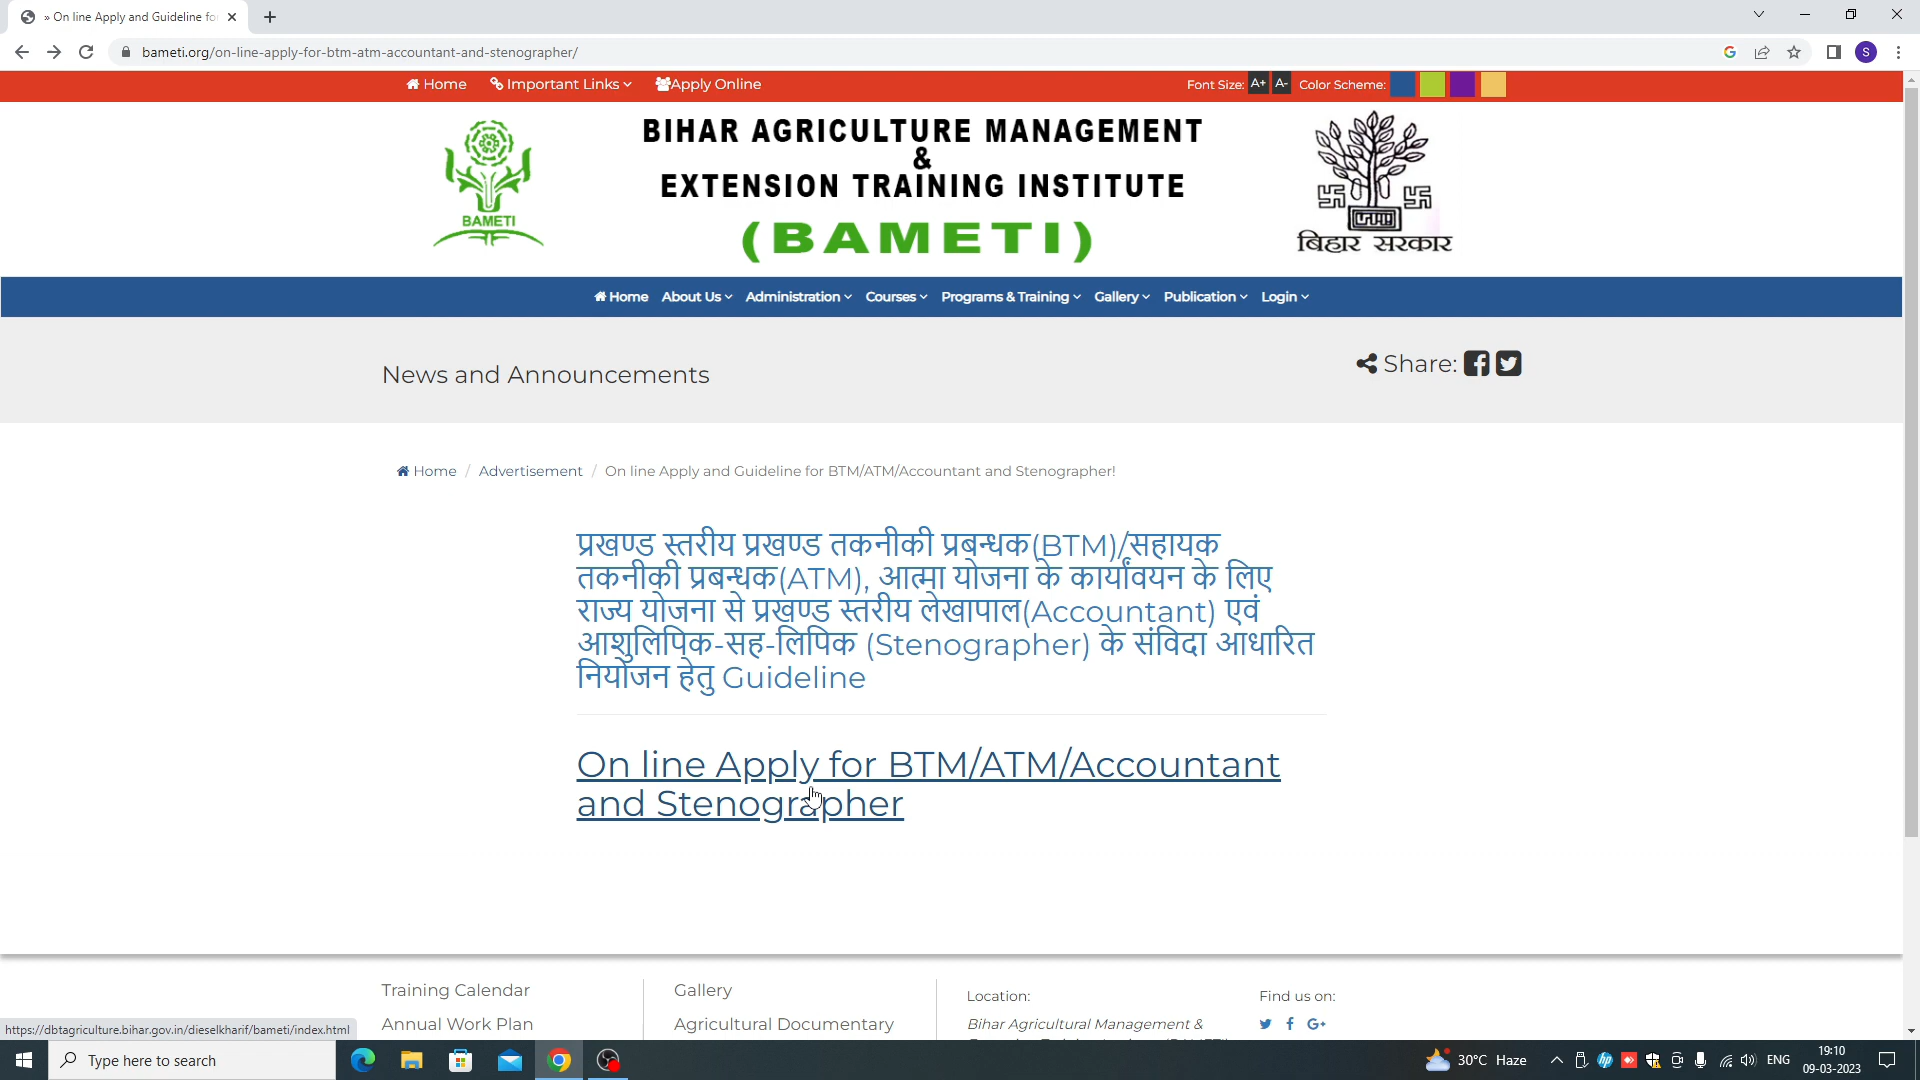 » On line Apply and Guideline fo
bameti.org/on-line-apply-for-btm-atm-accountant-and-stenographer/
S
Home Important Links Apply Online Font Size: A+ A- Color Scheme:
BIHAR AGRICULTURE MANAGEMENT
&
EXTENSION TRAINING INSTITUTE
(BAMETI)
BAMETI
बिहार सरकार
Home About Us Administration Courses Programs & Training Gallery Publication Login
News and Announcements
Share:
Home / Advertisement / On line Apply and Guideline for BTM/ATM/Accountant and Stenographer!
प्रखण्ड स्तरीय प्रखण्ड तकनीकी प्रबन्धक(BTM)/सहायक
तकनीकी प्रबन्धक(ATM), आत्मा योजना के कार्यांवयन के लिए
राज्य योजना से प्रखण्ड स्तरीय लेखापाल(Accountant) एवं
आशुलिपिक-सह-लिपिक (Stenographer) के संविदा आधारित
नियोजन हेतु Guideline
On line Apply for BTM/ATM/Accountant
and Stenographer
Training Calendar
Annual Work Plan
Gallery
Agricultural Documentary
Location:
Bihar Agricultural Management &
Find us on:
https://dbtagriculture.bihar.gov.in/dieselkharif/bameti/index.html
Type here to search
30°C Haze
ENG
19:10
09-03-2023